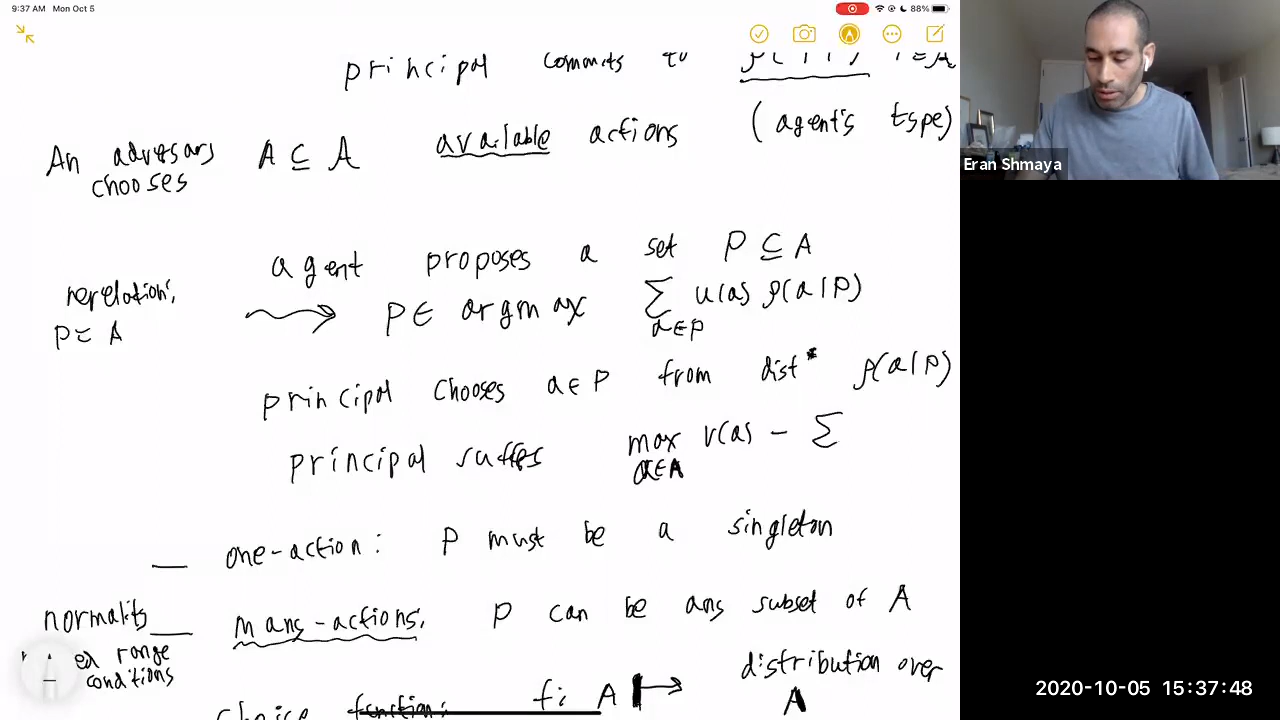 9:37 AM Mon Oct 5
88%
principal commits to
An adversary chooses A ⊆ 𝒜 available actions (agent's type)
agent proposes a set P ⊆ A
revelation: P = A
P ∈ argmax ∑ u(a) ρ(a|P)
a∈P
principal chooses a∈P from dist ρ(a|P)
principal suffers max v(a) − ∑
a∈A
one-action: P must be a singleton
normality
many-actions: P can be any subset of A
range conditions
choice function: f: A ↦ distribution over A
Eran Shmaya
2020-10-05 15:37:48